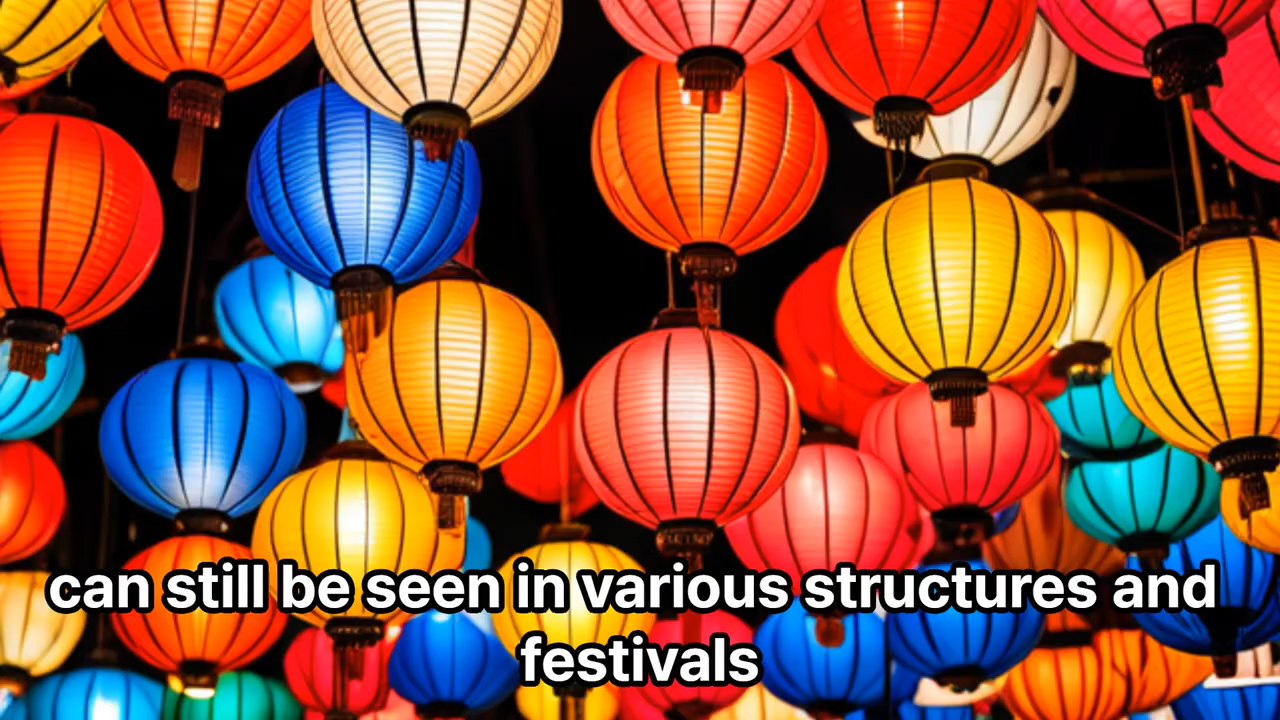 can still be seen in various structures and
festivals